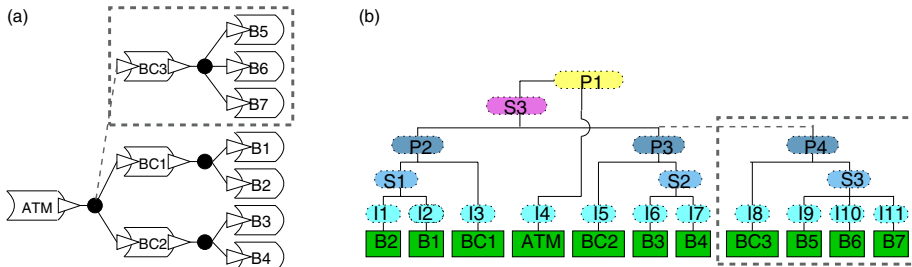 (a)
(b)
B5
BC3
B6
B7
B1
BC1
B2
ATM
B3
BC2
B4
P1
S3
P2
P3
P4
S1
S2
S3
I1 I2 I3 I4 I5 I6 I7 I8 I9 I10 I11
B2 B1 BC1 ATM BC2 B3 B4 BC3 B5 B6 B7